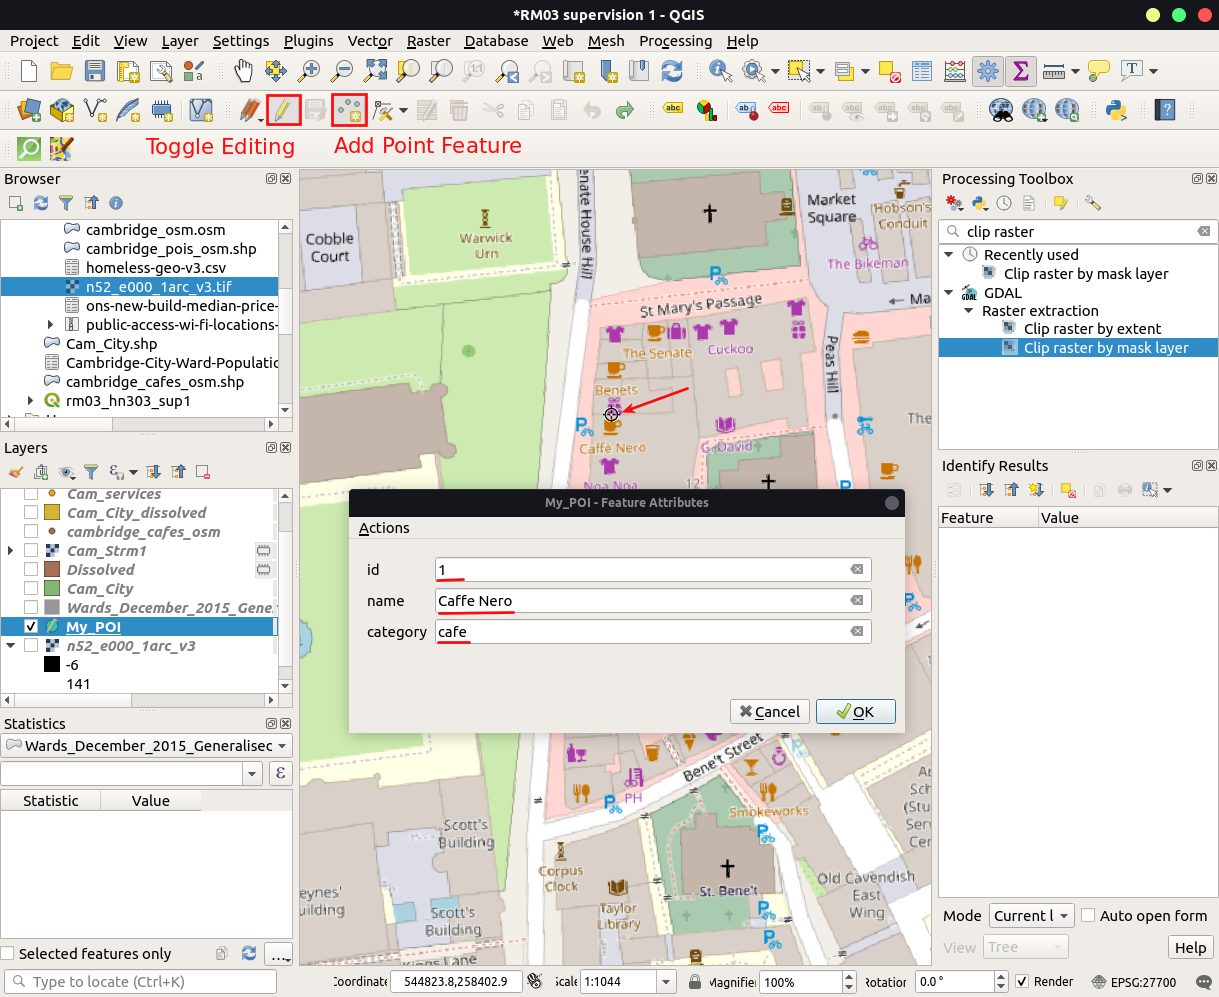 *RM03 supervision 1 - QGIS
Project Edit View Layer Settings Plugins Vector Raster Database Web Mesh Processing Help
Toggle Editing Add Point Feature
Browser
cambridge_osm.osm
cambridge_pois_osm.shp
homeless-geo-v3.csv
n52_e000_1arc_v3.tif
ons-new-build-median-price-
public-access-wi-fi-locations-
Cam_City.shp
Cambridge-City-Ward-Populatic
cambridge_cafes_osm.shp
rm03_hn303_sup1
Layers
Cam_services
Cam_City_dissolved
cambridge_cafes_osm
Cam_Strm1
Dissolved
Cam_City
Wards_December_2015_Gene
My_POI
n52_e000_1arc_v3
-6
141
Statistics
Wards_December_2015_Generalisec
Statistic Value
Selected features only
Cobble
Court
Warwick
Urn
enate House Hill
Market
Square
Hobson's
Conduit
The Bikeman
St Mary's Passage
Ma
The Senate
Cuckoo
Peas Hill
Benets
Caffè Nero
G. David
The
Noa Noa
12
My_POI - Feature Attributes
Actions
id 1
name Caffe Nero
category cafe
Cancel OK
Bene't Street
PH
Smokeworks
Scott's
Building
Corpus
Clock
St. Bene't
Taylor
Library
Old Cavendish
East
Wing
eynes'
uilding
Scott's
Building
Processing Toolbox
clip raster
Recently used
Clip raster by mask layer
GDAL
Raster extraction
Clip raster by extent
Clip raster by mask layer
Identify Results
Feature Value
Mode Current l Auto open form
View Tree Help
Type to locate (Ctrl+K) Coordinate 544823.8,258402.9 Scale 1:1044 Magnifier 100% Rotation 0.0 ° Render EPSG:27700